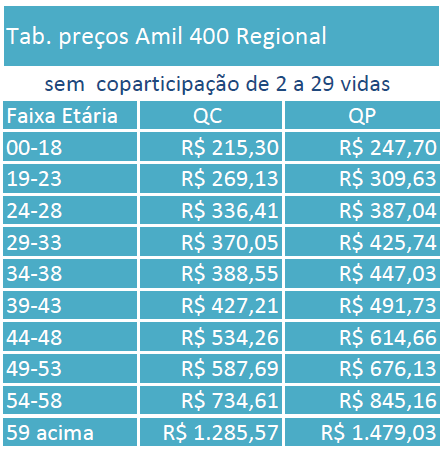 Tab. preços Amil 400 Regional
sem coparticipação de 2 a 29 vidas
Faixa Etária QC QP
00-18 R$ 215,30 R$ 247,70
19-23 R$ 269,13 R$ 309,63
24-28 R$ 336,41 R$ 387,04
29-33 R$ 370,05 R$ 425,74
34-38 R$ 388,55 R$ 447,03
39-43 R$ 427,21 R$ 491,73
44-48 R$ 534,26 R$ 614,66
49-53 R$ 587,69 R$ 676,13
54-58 R$ 734,61 R$ 845,16
59 acima R$ 1.285,57 R$ 1.479,03